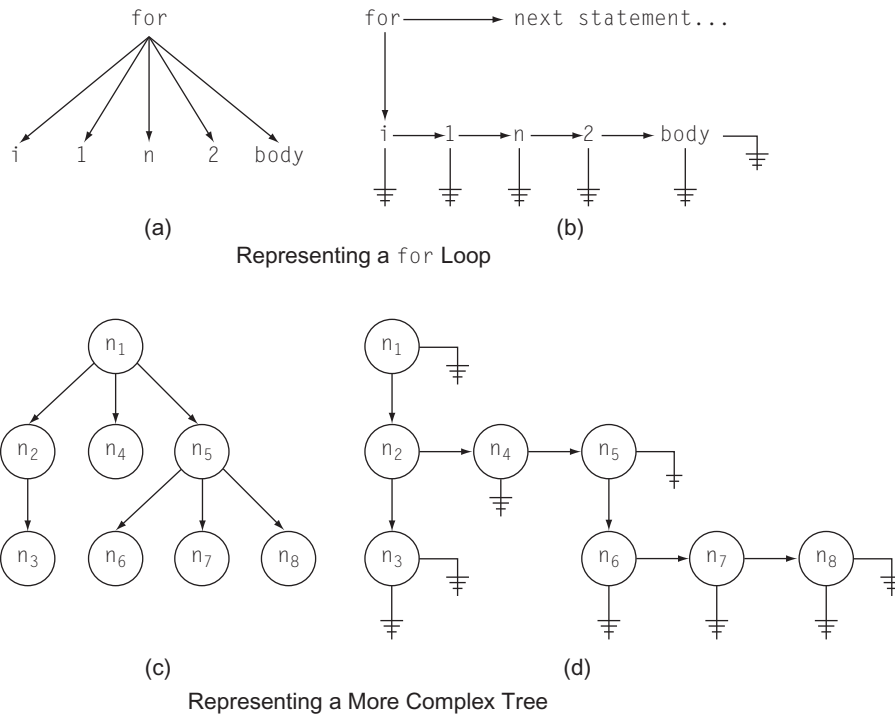 for
for next statement...
i 1 n 2 body
i 1 n 2 body
(a)
(b)
Representing a for Loop
n1
n1
n2 n4 n5
n2 n4 n5
n3 n6 n7 n8
n3 n6 n7 n8
(c)
(d)
Representing a More Complex Tree